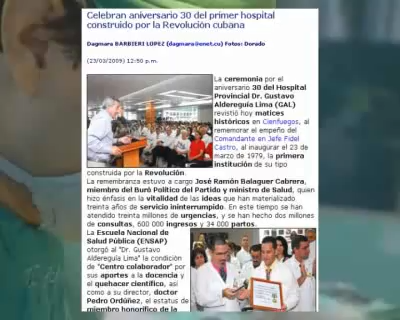 Celebran aniversario 30 del primer hospital
construido por la Revolución cubana
Dagmara BARBIERI LOPEZ (dagmara@enet.cu) Fotos: Dorado
(23/03/2009) 12:50 p.m.
La ceremonia por el
aniversario 30 del Hospital
Provincial Dr. Gustavo
Aldereguía Lima (GAL)
revistió hoy matices
históricos en Cienfuegos, al
rememorar el empeño del
Comandante en Jefe Fidel
Castro, al inaugurar el 23 de
marzo de 1979, la primera
institución de su tipo
construida por la Revolución.
La remembranza estuvo a cargo José Ramón Balaguer Cabrera,
miembro del Buró Político del Partido y ministro de Salud, quien
hizo énfasis en la vitalidad de las ideas que han materializado
treinta años de servicio ininterrumpido. En este tiempo se han
atendido treinta millones de urgencias, y se han hecho dos millones
de consultas, 600 000 ingresos y 34 000 partos.
La Escuela Nacional de
Salud Pública (ENSAP)
otorgó al "Dr. Gustavo
Aldereguía Lima" la condición
de "Centro colaborador" por
sus aportes a la docencia y
el quehacer científico, así
como a su director, doctor
Pedro Ordúñez, el estatus de
miembro honorífico de la